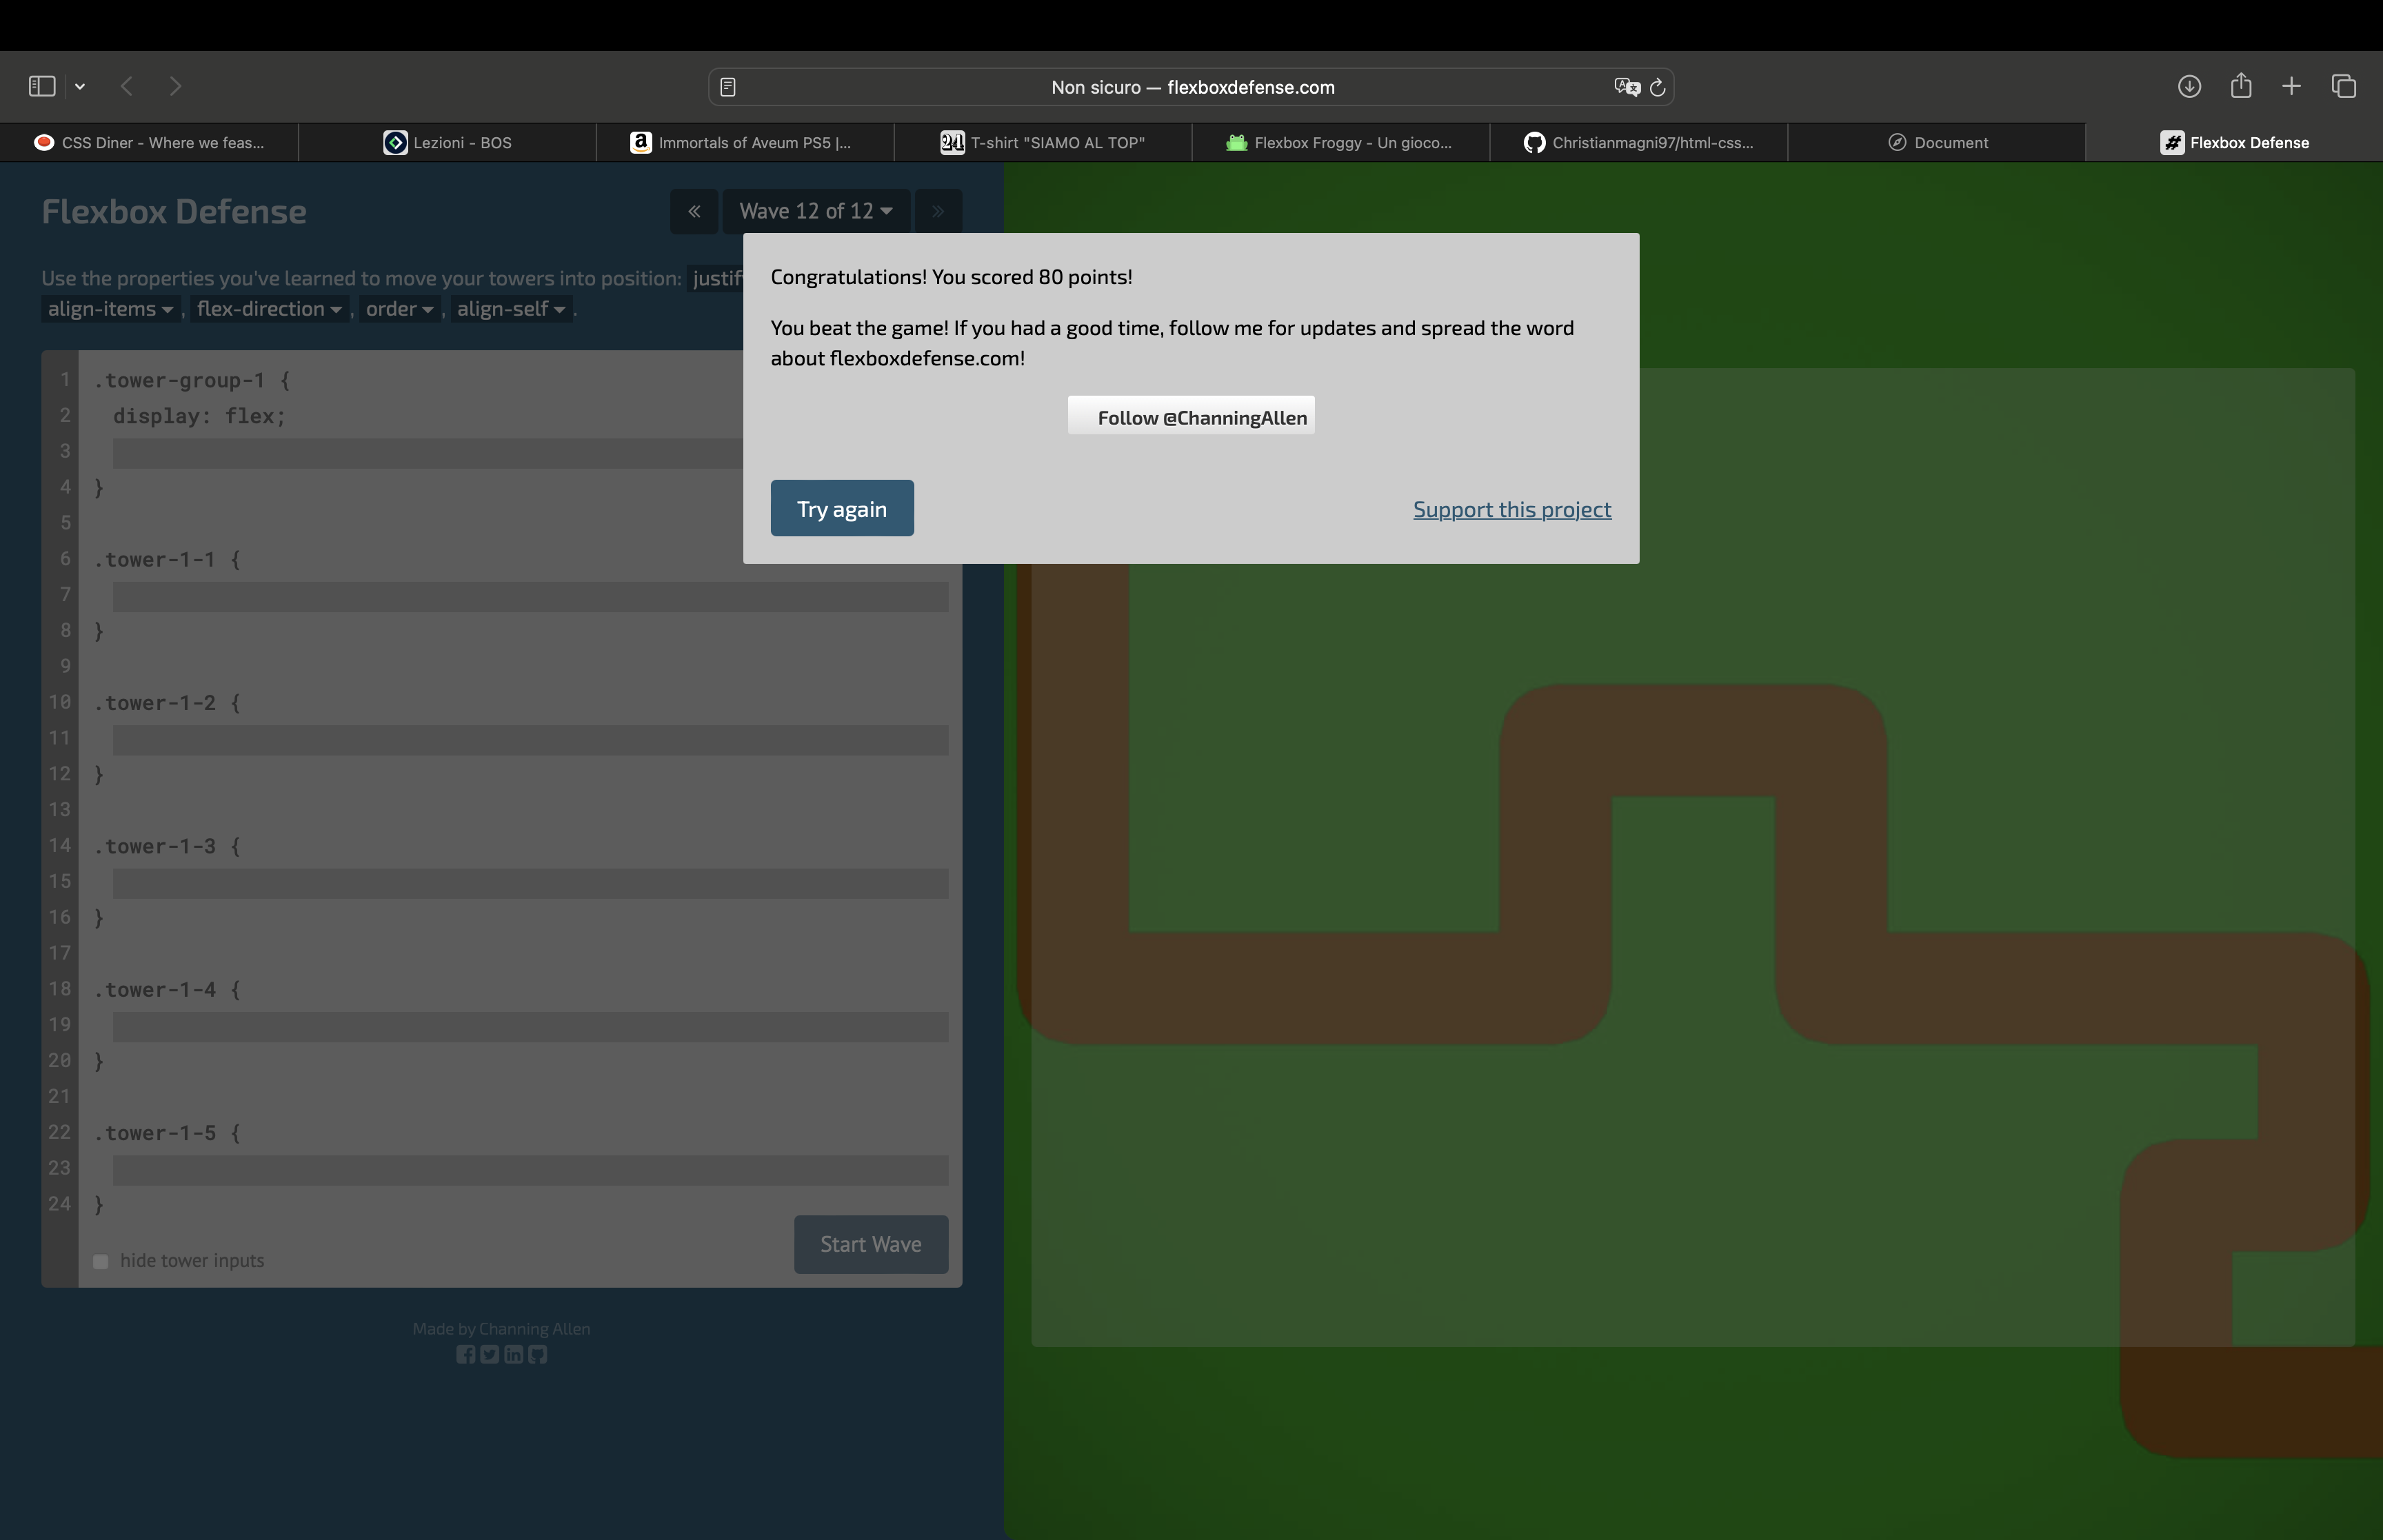 Non sicuro — flexboxdefense.com
CSS Diner - Where we feas...
Lezioni - BOS
Immortals of Aveum PS5 |...
T-shirt "SIAMO AL TOP"
Flexbox Froggy - Un gioco...
Christianmagni97/html-css...
Document
Flexbox Defense
Flexbox Defense
« Wave 12 of 12 »
Use the properties you've learned to move your towers into position: justif
align-items , flex-direction , order , align-self .
Congratulations! You scored 80 points!
You beat the game! If you had a good time, follow me for updates and spread the word
about flexboxdefense.com!
Follow @ChanningAllen
Try again
Support this project
1 .tower-group-1 {
2 display: flex;
3
4 }
5
6 .tower-1-1 {
7
8 }
9
10 .tower-1-2 {
11
12 }
13
14 .tower-1-3 {
15
16 }
17
18 .tower-1-4 {
19
20 }
21
22 .tower-1-5 {
23
24 }
hide tower inputs
Start Wave
Made by Channing Allen